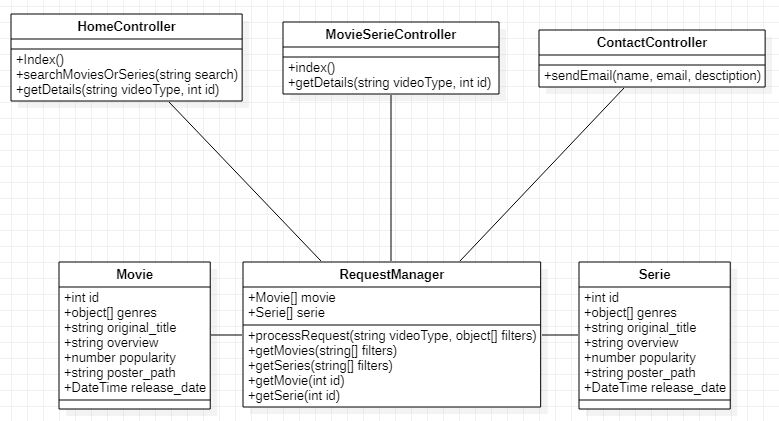 HomeController
+Index()
+searchMoviesOrSeries(string search)
+getDetails(string videoType, int id)
MovieSerieController
+index()
+getDetails(string videoType, int id)
ContactController
+sendEmail(name, email, desctiption)
Movie
+int id
+object[] genres
+string original_title
+string overview
+number popularity
+string poster_path
+DateTime release_date
RequestManager
+Movie[] movie
+Serie[] serie
+processRequest(string videoType, object[] filters)
+getMovies(string[] filters)
+getSeries(string[] filters)
+getMovie(int id)
+getSerie(int id)
Serie
+int id
+object[] genres
+string original_title
+string overview
+number popularity
+string poster_path
+DateTime release_date